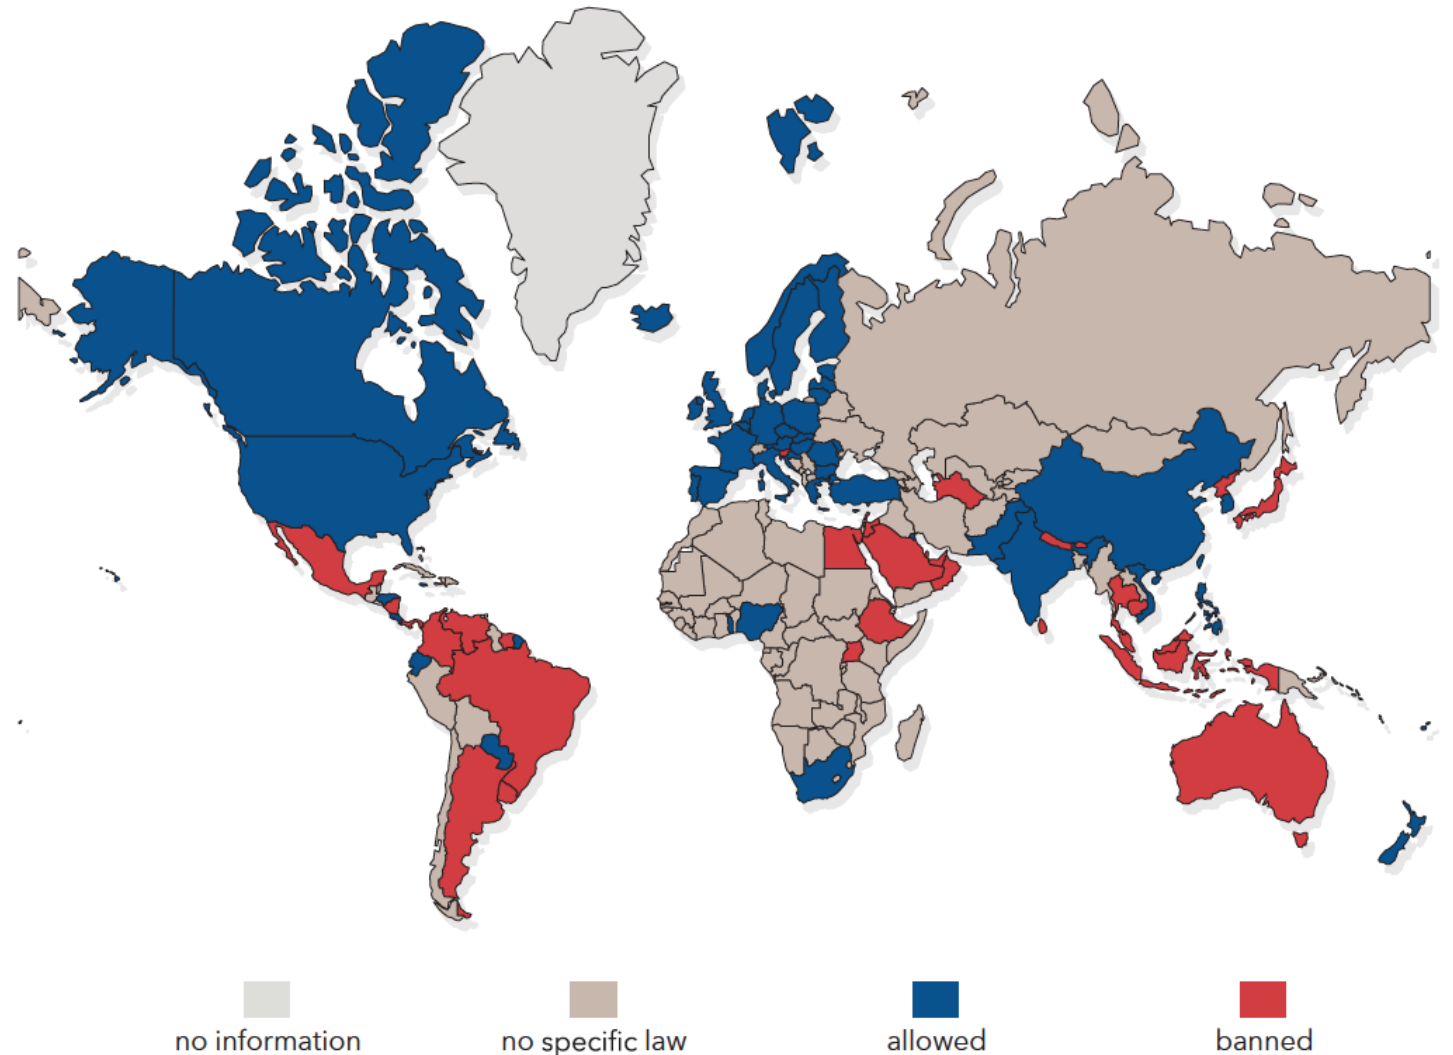 no information
no specific law
allowed
banned